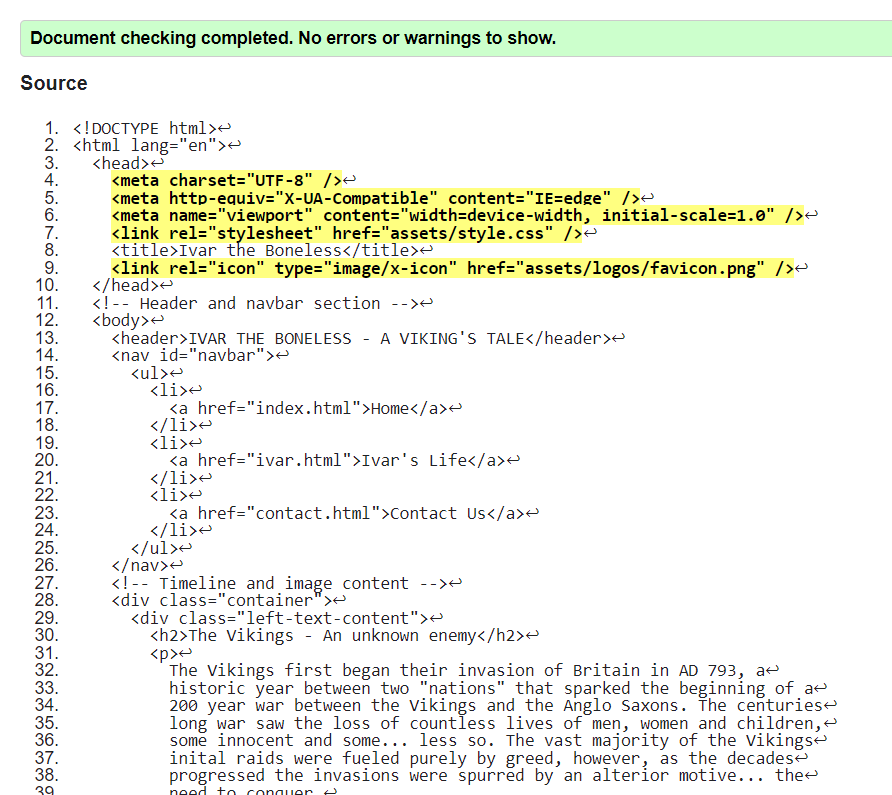 Document checking completed. No errors or warnings to show.
Source
1. <!DOCTYPE html>↩
2. <html lang="en">↩
3. <head>↩
4. <meta charset="UTF-8" />↩
5. <meta http-equiv="X-UA-Compatible" content="IE=edge" />↩
6. <meta name="viewport" content="width=device-width, initial-scale=1.0" />↩
7. <link rel="stylesheet" href="assets/style.css" />↩
8. <title>Ivar the Boneless</title>↩
9. <link rel="icon" type="image/x-icon" href="assets/logos/favicon.png" />↩
10. </head>↩
11. <!-- Header and navbar section -->↩
12. <body>↩
13. <header>IVAR THE BONELESS - A VIKING'S TALE</header>↩
14. <nav id="navbar">↩
15. <ul>↩
16. <li>↩
17. <a href="index.html">Home</a>↩
18. </li>↩
19. <li>↩
20. <a href="ivar.html">Ivar's Life</a>↩
21. </li>↩
22. <li>↩
23. <a href="contact.html">Contact Us</a>↩
24. </li>↩
25. </ul>↩
26. </nav>↩
27. <!-- Timeline and image content -->↩
28. <div class="container">↩
29. <div class="left-text-content">↩
30. <h2>The Vikings - An unknown enemy</h2>↩
31. <p>↩
32. The Vikings first began their invasion of Britain in AD 793, a↩
33. historic year between two "nations" that sparked the beginning of a↩
34. 200 year war between the Vikings and the Anglo Saxons. The centuries↩
35. long war saw the loss of countless lives of men, women and children,↩
36. some innocent and some... less so. The vast majority of the Vikings↩
37. inital raids were fueled purely by greed, however, as the decades↩
38. progressed the invasions were spurred by an alterior motive... the↩
39. need to conquer. ↩